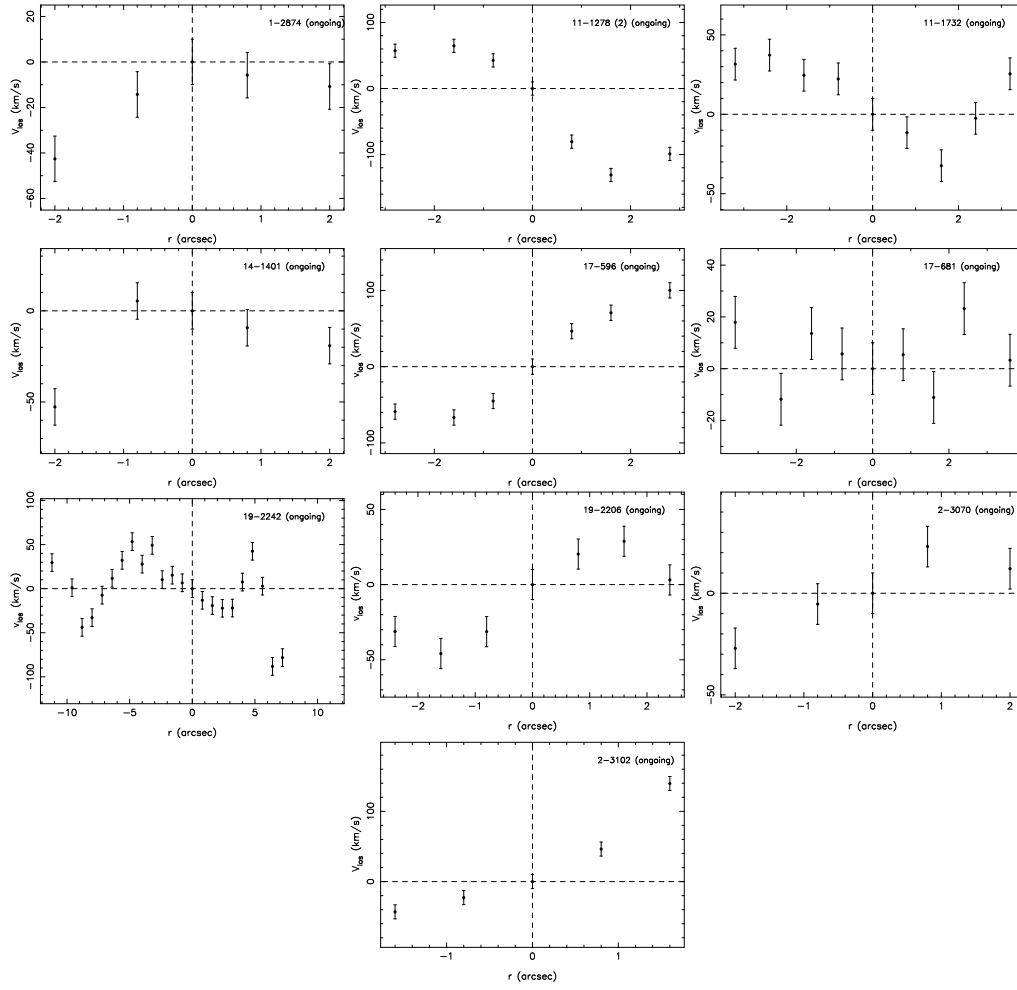 1−2874 (ongoing)
V_los (km/s)
20
0
−20
−40
−60
−2
−1
0
1
2
r (arcsec)
11−1278 (2) (ongoing)
V_los (km/s)
100
0
−100
−2
0
2
r (arcsec)
11−1732 (ongoing)
V_los (km/s)
50
0
−50
−2
0
2
r (arcsec)
14−1401 (ongoing)
V_los (km/s)
0
−50
−2
−1
0
1
2
r (arcsec)
17−596 (ongoing)
V_los (km/s)
100
0
−100
−2
0
2
r (arcsec)
17−681 (ongoing)
V_los (km/s)
40
20
0
−20
−2
0
2
r (arcsec)
19−2242 (ongoing)
V_los (km/s)
100
50
0
−50
−100
−10
−5
0
5
10
r (arcsec)
19−2206 (ongoing)
V_los (km/s)
50
0
−50
−2
−1
0
1
2
r (arcsec)
2−3070 (ongoing)
V_los (km/s)
0
−50
−2
−1
0
1
2
r (arcsec)
2−3102 (ongoing)
V_los (km/s)
100
0
−1
0
1
r (arcsec)